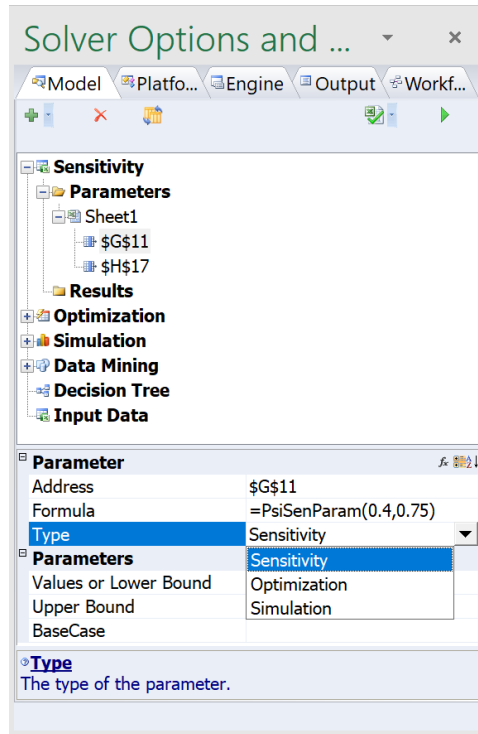 Solver Options and ...
Model Platfo... Engine Output Workf...
Sensitivity
Parameters
Sheet1
$G$11
$H$17
Results
Optimization
Simulation
Data Mining
Decision Tree
Input Data
Parameter
Address $G$11
Formula =PsiSenParam(0.4,0.75)
Type Sensitivity
Parameters Sensitivity
Values or Lower Bound Optimization
Upper Bound Simulation
BaseCase
Type
The type of the parameter.